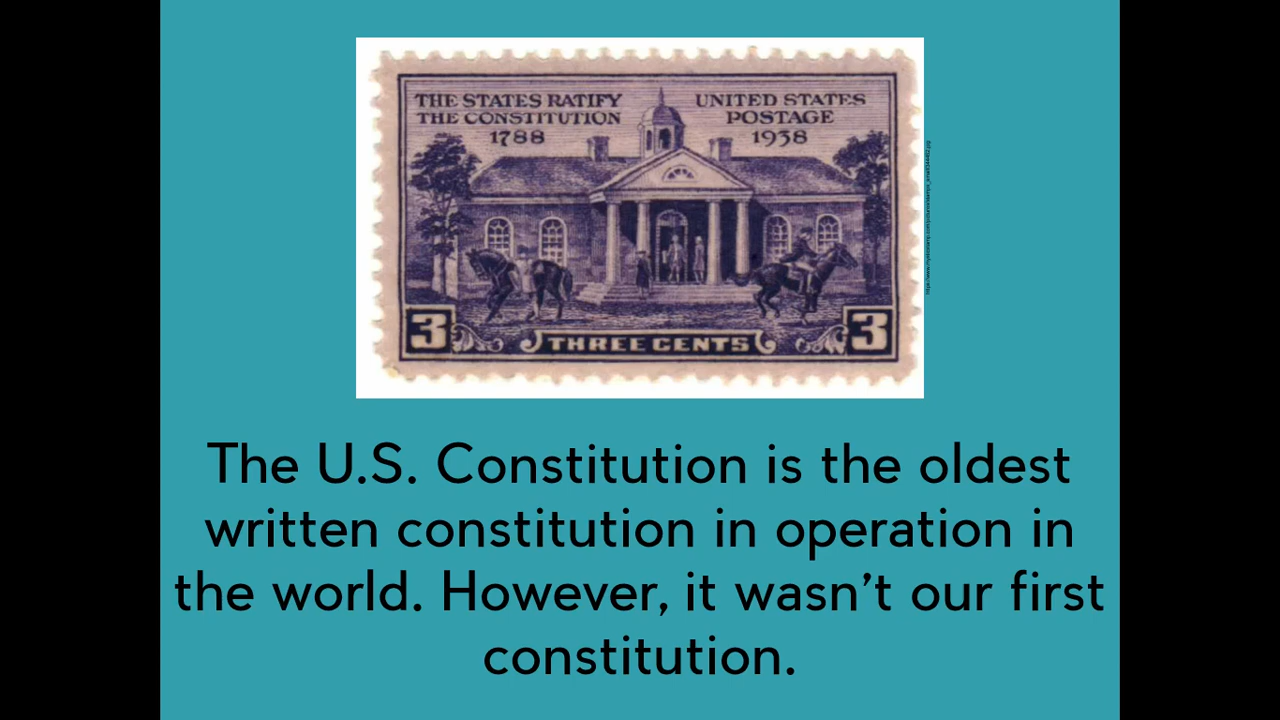 THE STATES RATIFY
THE CONSTITUTION
1788
UNITED STATES
POSTAGE
1938
3
THREE CENTS
3
The U.S. Constitution is the oldest
written constitution in operation in
the world. However, it wasn't our first
constitution.